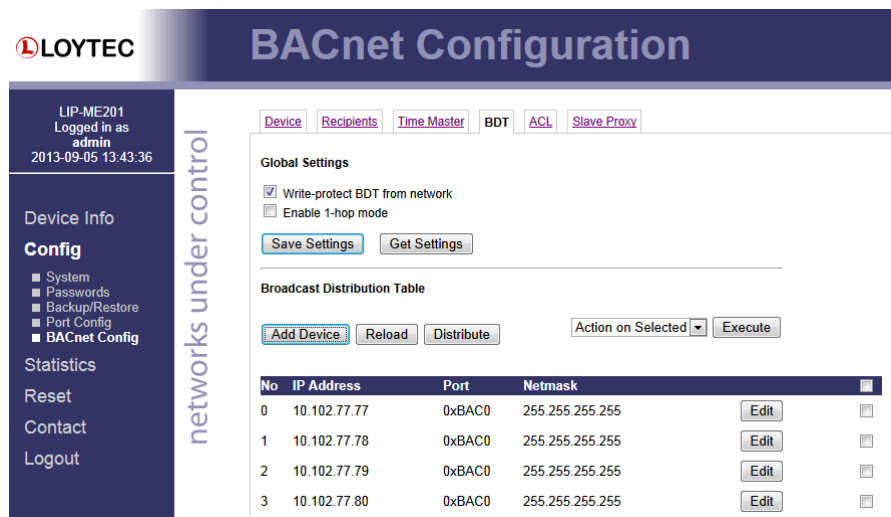 LOYTEC
BACnet Configuration
LIP-ME201
Logged in as
admin
2013-09-05 13:43:36
Device Info
Config
System
Passwords
Backup/Restore
Port Config
BACnet Config
Statistics
Reset
Contact
Logout
networks under control
Device Recipients Time Master BDT ACL Slave Proxy
Global Settings
Write-protect BDT from network
Enable 1-hop mode
Save Settings Get Settings
Broadcast Distribution Table
Add Device Reload Distribute Action on Selected Execute
No IP Address Port Netmask
0 10.102.77.77 0xBAC0 255.255.255.255 Edit
1 10.102.77.78 0xBAC0 255.255.255.255 Edit
2 10.102.77.79 0xBAC0 255.255.255.255 Edit
3 10.102.77.80 0xBAC0 255.255.255.255 Edit